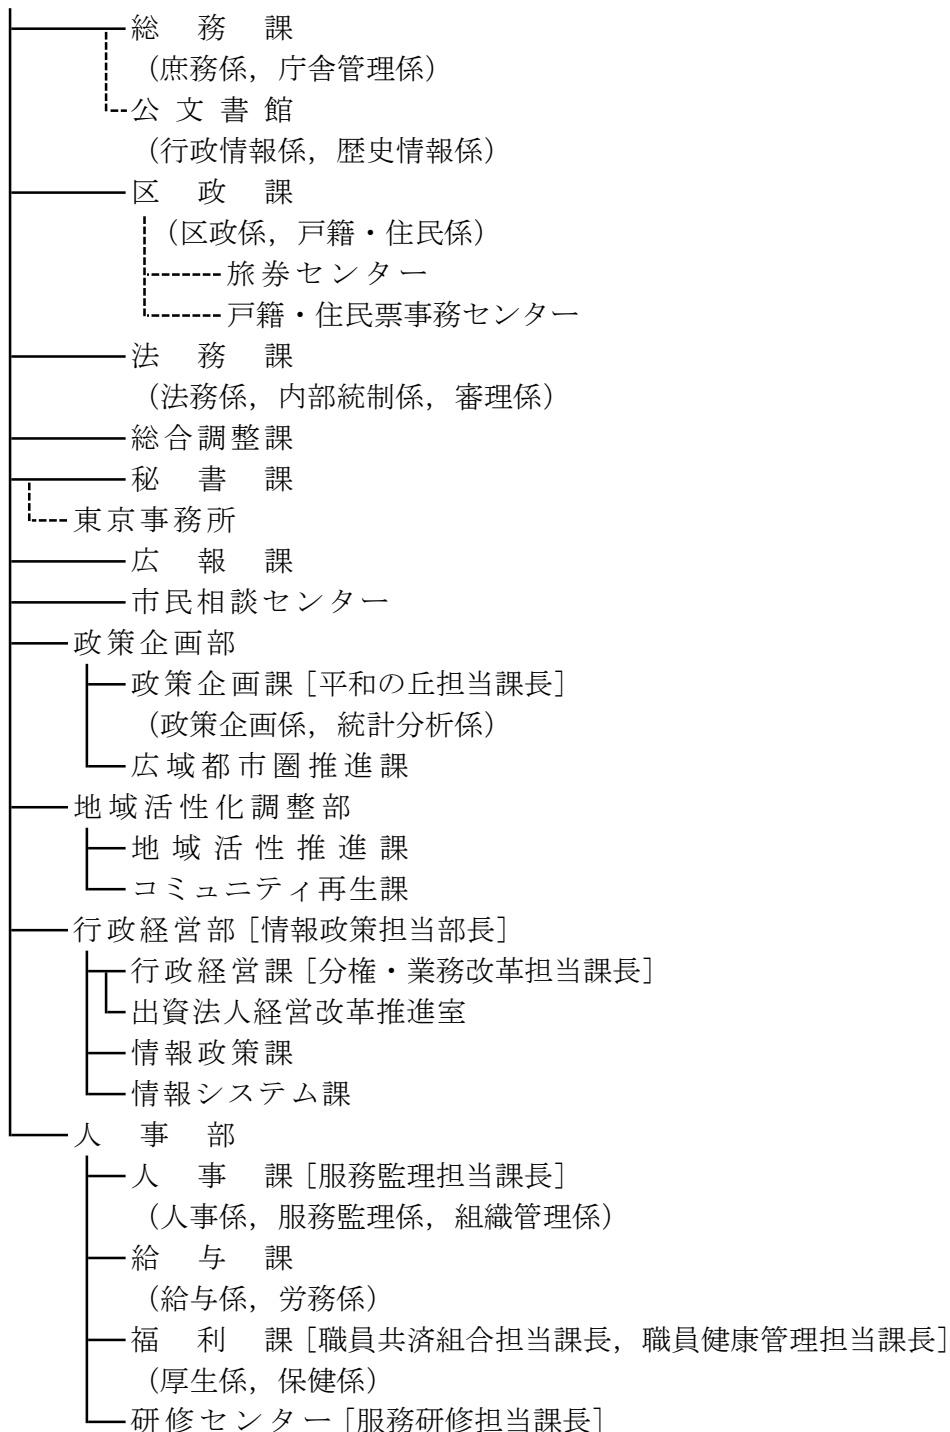 総務課
(庶務係，庁舎管理係)
公文書館
(行政情報係，歴史情報係)
区政課
(区政係，戸籍・住民係)
旅券センター
戸籍・住民票事務センター
法務課
(法務係，内部統制係，審理係)
総合調整課
秘書課
東京事務所
広報課
市民相談センター
政策企画部
政策企画課［平和の丘担当課長］
(政策企画係，統計分析係)
広域都市圏推進課
地域活性化調整部
地域活性推進課
コミュニティ再生課
行政経営部［情報政策担当部長］
行政経営課［分権・業務改革担当課長］
出資法人経営改革推進室
情報政策課
情報システム課
人事部
人事課［服務監理担当課長］
(人事係，服務監理係，組織管理係)
給与課
(給与係，労務係)
福利課［職員共済組合担当課長，職員健康管理担当課長］
(厚生係，保健係)
研修センター［服務研修担当課長］